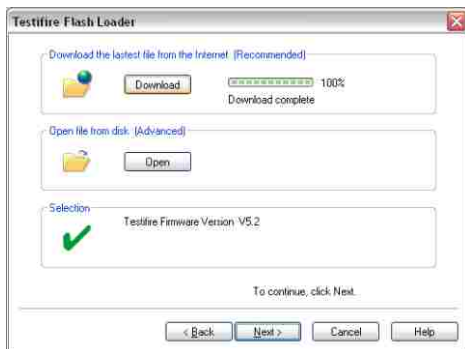 Testifire Flash Loader
Download the lastest file from the Internet (Recommended)
Download
100%
Download complete
Open file from disk (Advanced)
Open
Selection
Testifire Firmware Version V5.2
To continue, click Next.
< Back
Next >
Cancel
Help